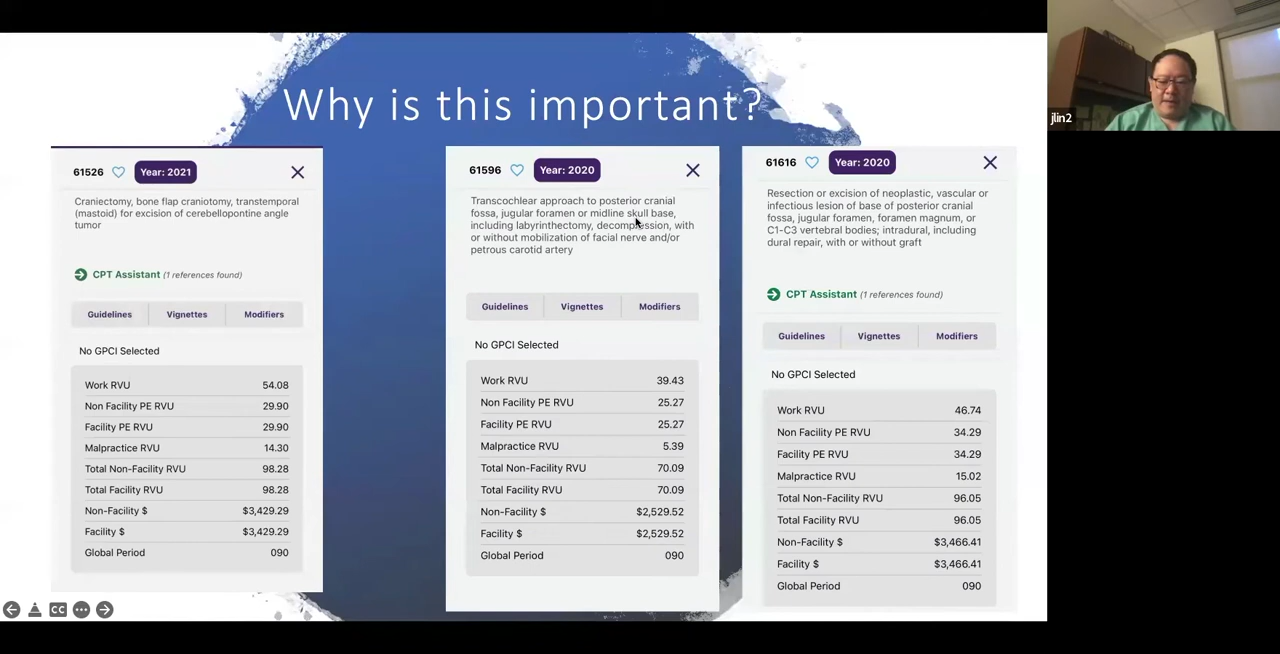 Why is this important?
jlin2
61526
Year: 2021
Craniectomy, bone flap craniotomy, transtemporal
(mastoid) for excision of cerebellopontine angle
tumor
CPT Assistant (1 references found)
Guidelines Vignettes Modifiers
No GPCI Selected
Work RVU 54.08
Non Facility PE RVU 29.90
Facility PE RVU 29.90
Malpractice RVU 14.30
Total Non-Facility RVU 98.28
Total Facility RVU 98.28
Non-Facility $ $3,429.29
Facility $ $3,429.29
Global Period 090
61596
Year: 2020
Transcochlear approach to posterior cranial
fossa, jugular foramen or midline skull base,
including labyrinthectomy, decompression, with
or without mobilization of facial nerve and/or
petrous carotid artery
Guidelines Vignettes Modifiers
No GPCI Selected
Work RVU 39.43
Non Facility PE RVU 25.27
Facility PE RVU 25.27
Malpractice RVU 5.39
Total Non-Facility RVU 70.09
Total Facility RVU 70.09
Non-Facility $ $2,529.52
Facility $ $2,529.52
Global Period 090
61616
Year: 2020
Resection or excision of neoplastic, vascular or
infectious lesion of base of posterior cranial
fossa, jugular foramen, foramen magnum, or
C1-C3 vertebral bodies; intradural, including
dural repair, with or without graft
CPT Assistant (1 references found)
Guidelines Vignettes Modifiers
No GPCI Selected
Work RVU 46.74
Non Facility PE RVU 34.29
Facility PE RVU 34.29
Malpractice RVU 15.02
Total Non-Facility RVU 96.05
Total Facility RVU 96.05
Non-Facility $ $3,466.41
Facility $ $3,466.41
Global Period 090
CC